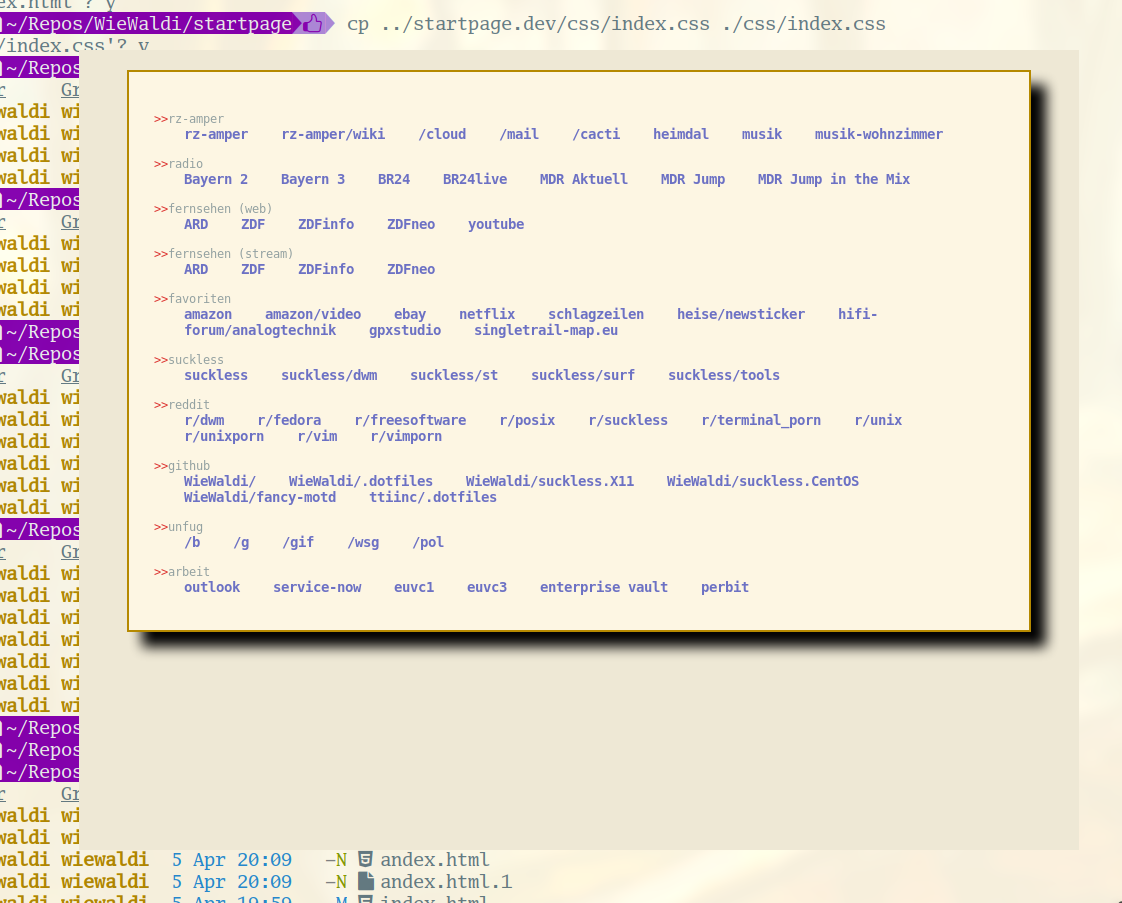 ex.html'? y
~/Repos/WieWaldi/startpage cp ../startpage.dev/css/index.css ./css/index.css
/index.css'? y
~/Repos
r Gr
waldi wi
waldi wi
waldi wi
waldi wi
~/Repos
r Gr
waldi wi
waldi wi
waldi wi
waldi wi
~/Repos
~/Repos
r Gr
waldi wi
waldi wi
waldi wi
waldi wi
waldi wi
waldi wi
~/Repos
r Gr
waldi wi
waldi wi
waldi wi
waldi wi
waldi wi
waldi wi
waldi wi
~/Repos
~/Repos
~/Repos
r Gr
waldi wi
waldi wi
>>rz-amper
rz-amper rz-amper/wiki /cloud /mail /cacti heimdal musik musik-wohnzimmer
>>radio
Bayern 2 Bayern 3 BR24 BR24live MDR Aktuell MDR Jump MDR Jump in the Mix
>>fernsehen (web)
ARD ZDF ZDFinfo ZDFneo youtube
>>fernsehen (stream)
ARD ZDF ZDFinfo ZDFneo
>>favoriten
amazon amazon/video ebay netflix schlagzeilen heise/newsticker hifi-
forum/analogtechnik gpxstudio singletrail-map.eu
>>suckless
suckless suckless/dwm suckless/st suckless/surf suckless/tools
>>reddit
r/dwm r/fedora r/freesoftware r/posix r/suckless r/terminal_porn r/unix
r/unixporn r/vim r/vimporn
>>github
WieWaldi/ WieWaldi/.dotfiles WieWaldi/suckless.X11 WieWaldi/suckless.CentOS
WieWaldi/fancy-motd ttiinc/.dotfiles
>>unfug
/b /g /gif /wsg /pol
>>arbeit
outlook service-now euvc1 euvc3 enterprise vault perbit
waldi wiewaldi 5 Apr 20:09 -N andex.html
waldi wiewaldi 5 Apr 20:09 -N andex.html.1
waldi wiewaldi 5 Apr 19:59 -M index.html